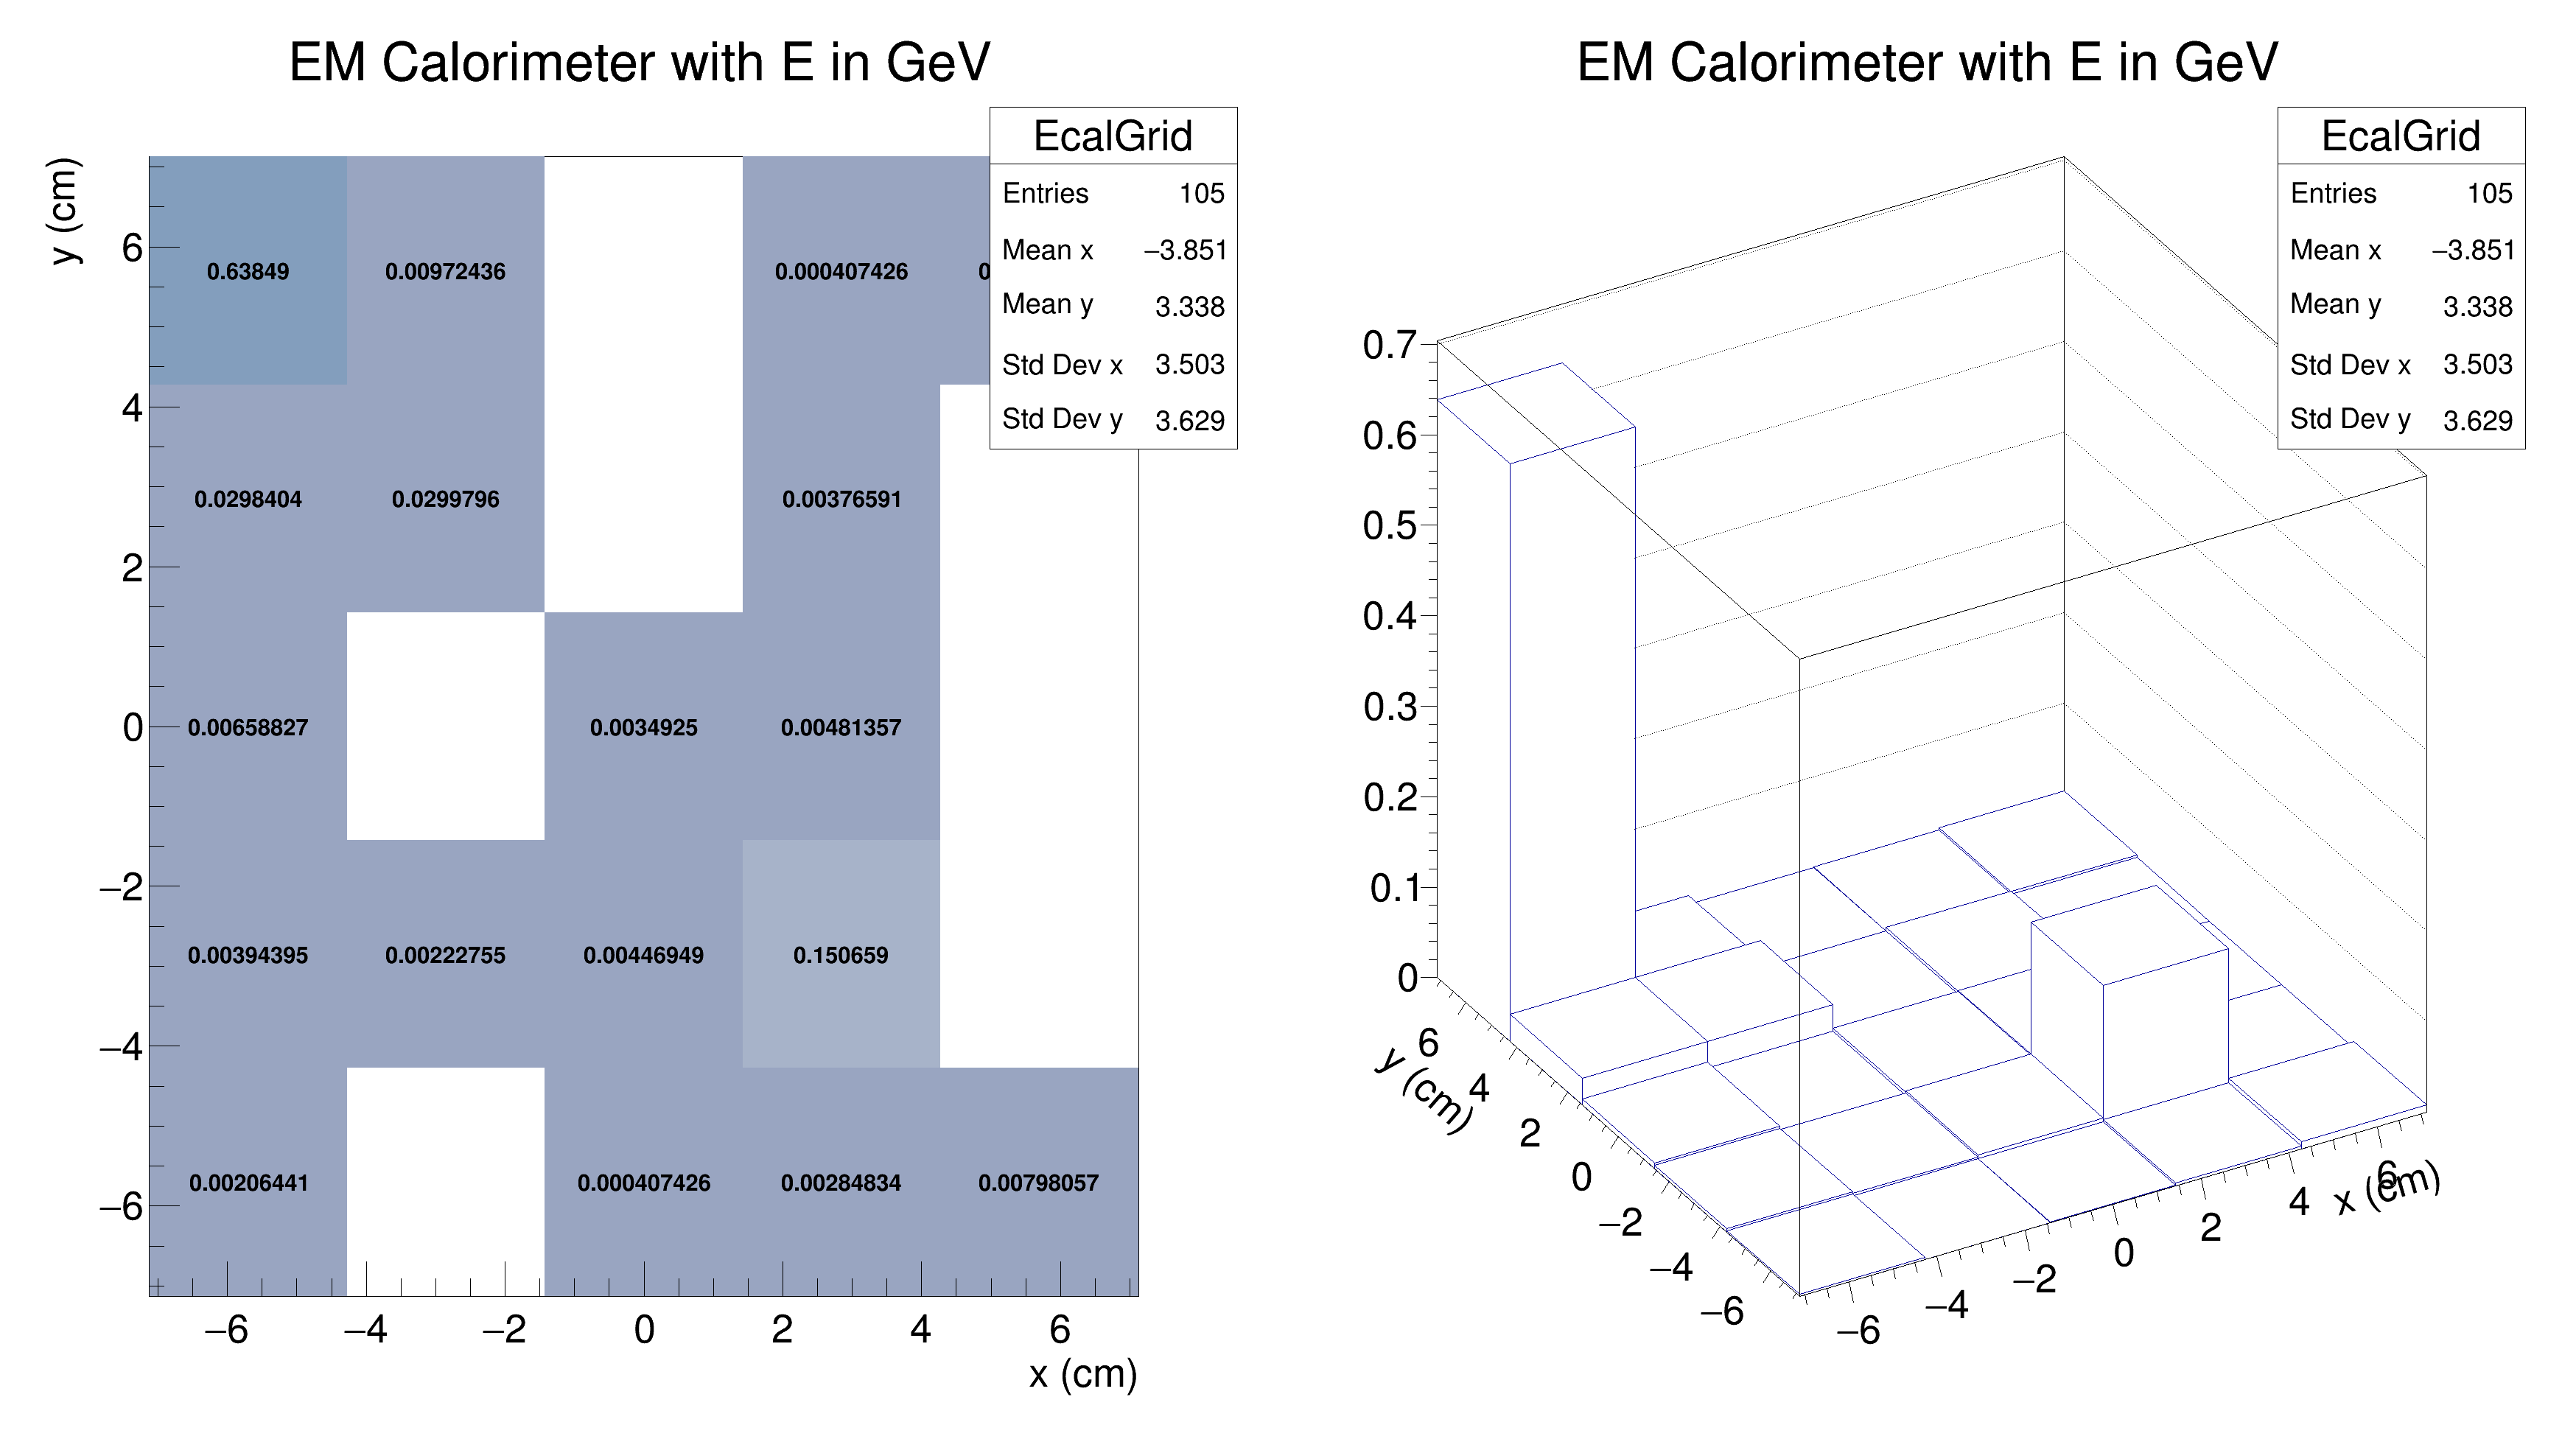 EM Calorimeter with E in GeV
EcalGrid
Entries 105
Mean x −3.851
Mean y 3.338
Std Dev x 3.503
Std Dev y 3.629
y (cm)
6
4
2
0
−2
−4
−6
0.63849 0.00972436 0.000407426
0.0298404 0.0299796 0.00376591
0.00658827 0.0034925 0.00481357
0.00394395 0.00222755 0.00446949 0.150659
0.00206441 0.000407426 0.00284834 0.00798057
−6 −4 −2 0 2 4 6
x (cm)
EM Calorimeter with E in GeV
EcalGrid
Entries 105
Mean x −3.851
Mean y 3.338
Std Dev x 3.503
Std Dev y 3.629
0.7
0.6
0.5
0.4
0.3
0.2
0.1
0
6
4
2
0
−2
−4
−6
y (cm)
−6
−4
−2
0
2
4
6
x (cm)